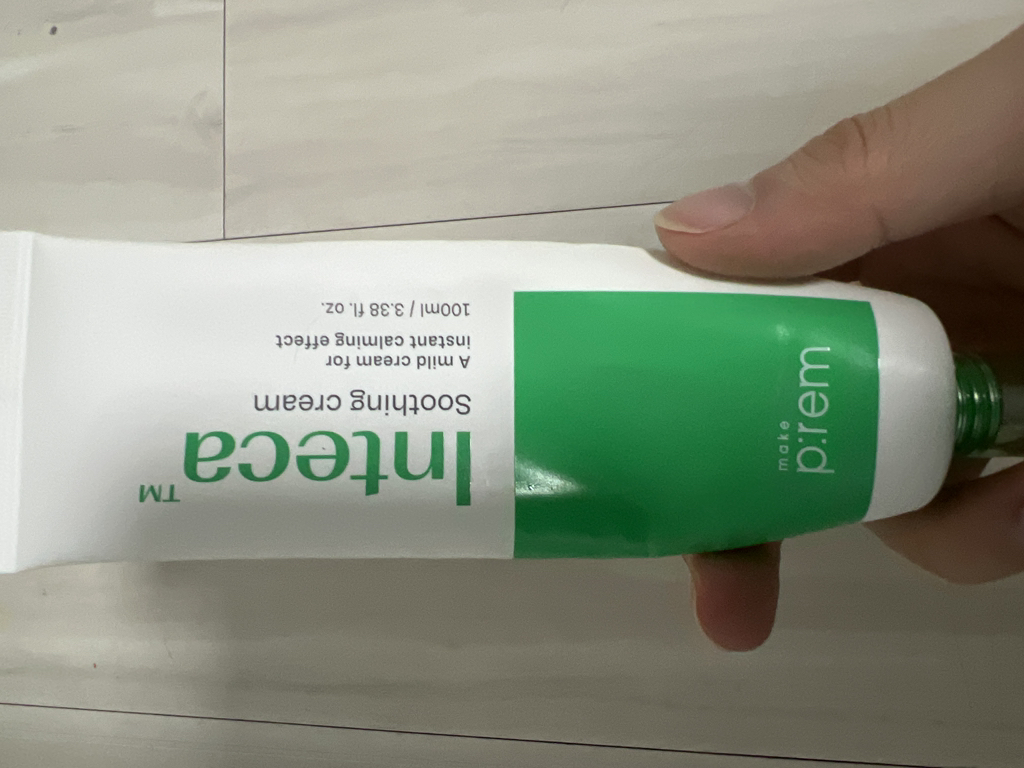 Inteca™
Soothing cream
A mild cream for
instant calming effect
100ml / 3.38 fl. oz.
make
p:rem